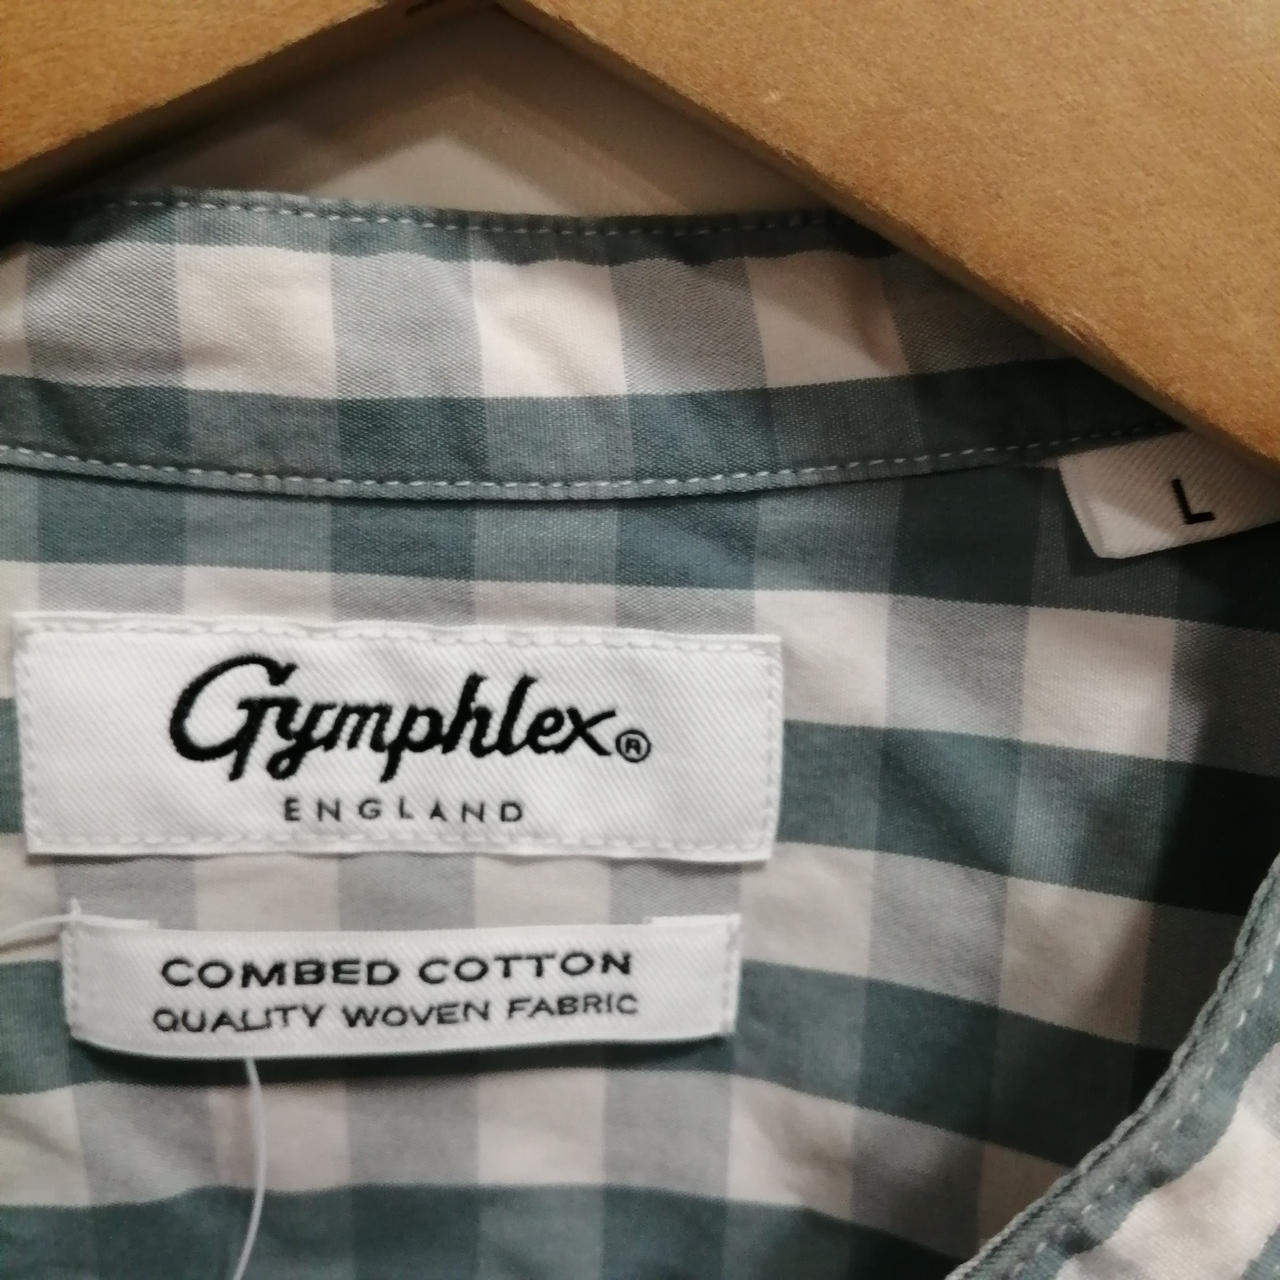 L
Gymphlex®
ENGLAND
COMBED COTTON
QUALITY WOVEN FABRIC